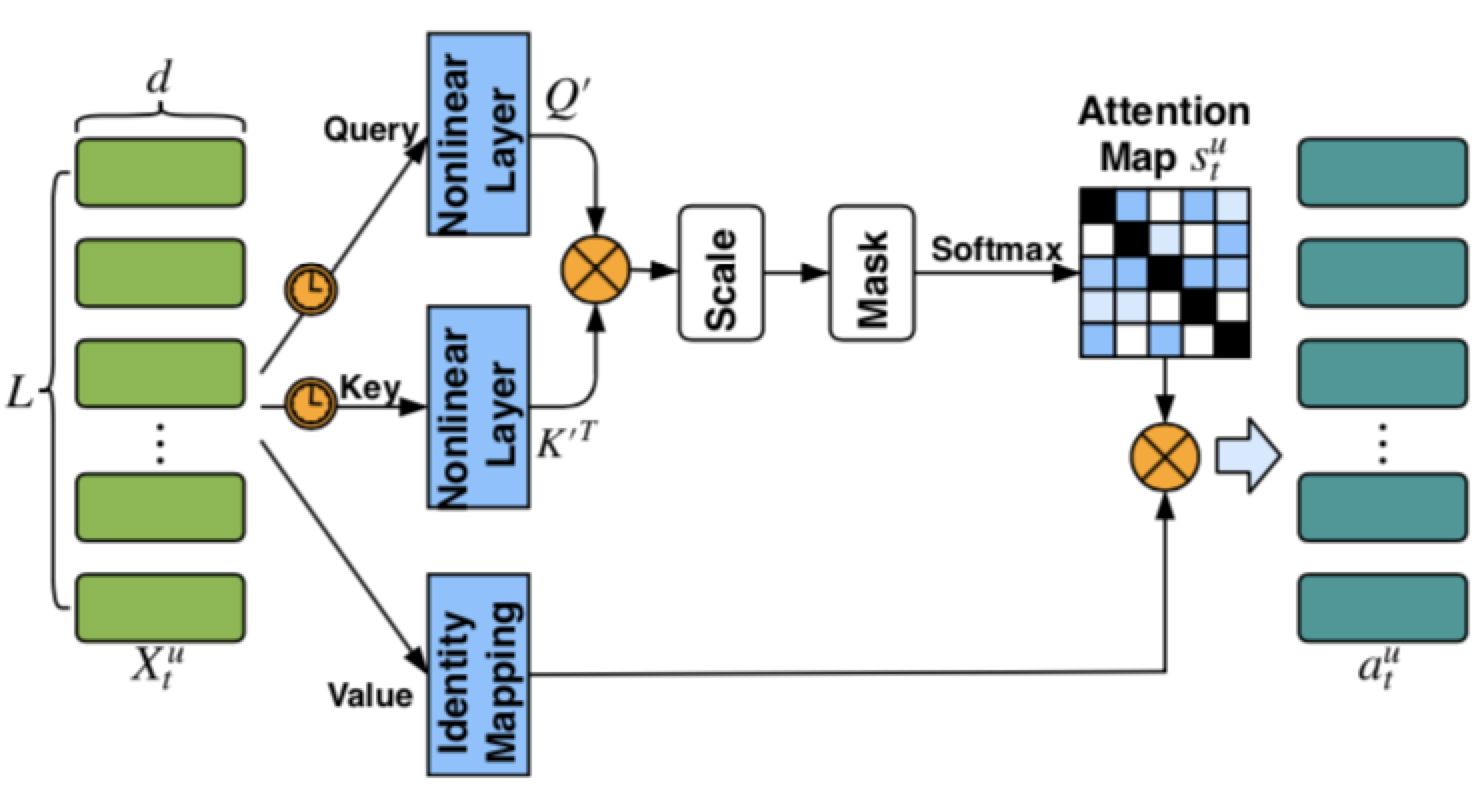 d
L
X_t^u
Query
Key
Value
Nonlinear
Layer
Q′
Nonlinear
Layer
K′^T
Identity
Mapping
Scale
Mask
Softmax
Attention
Map s_t^u
a_t^u